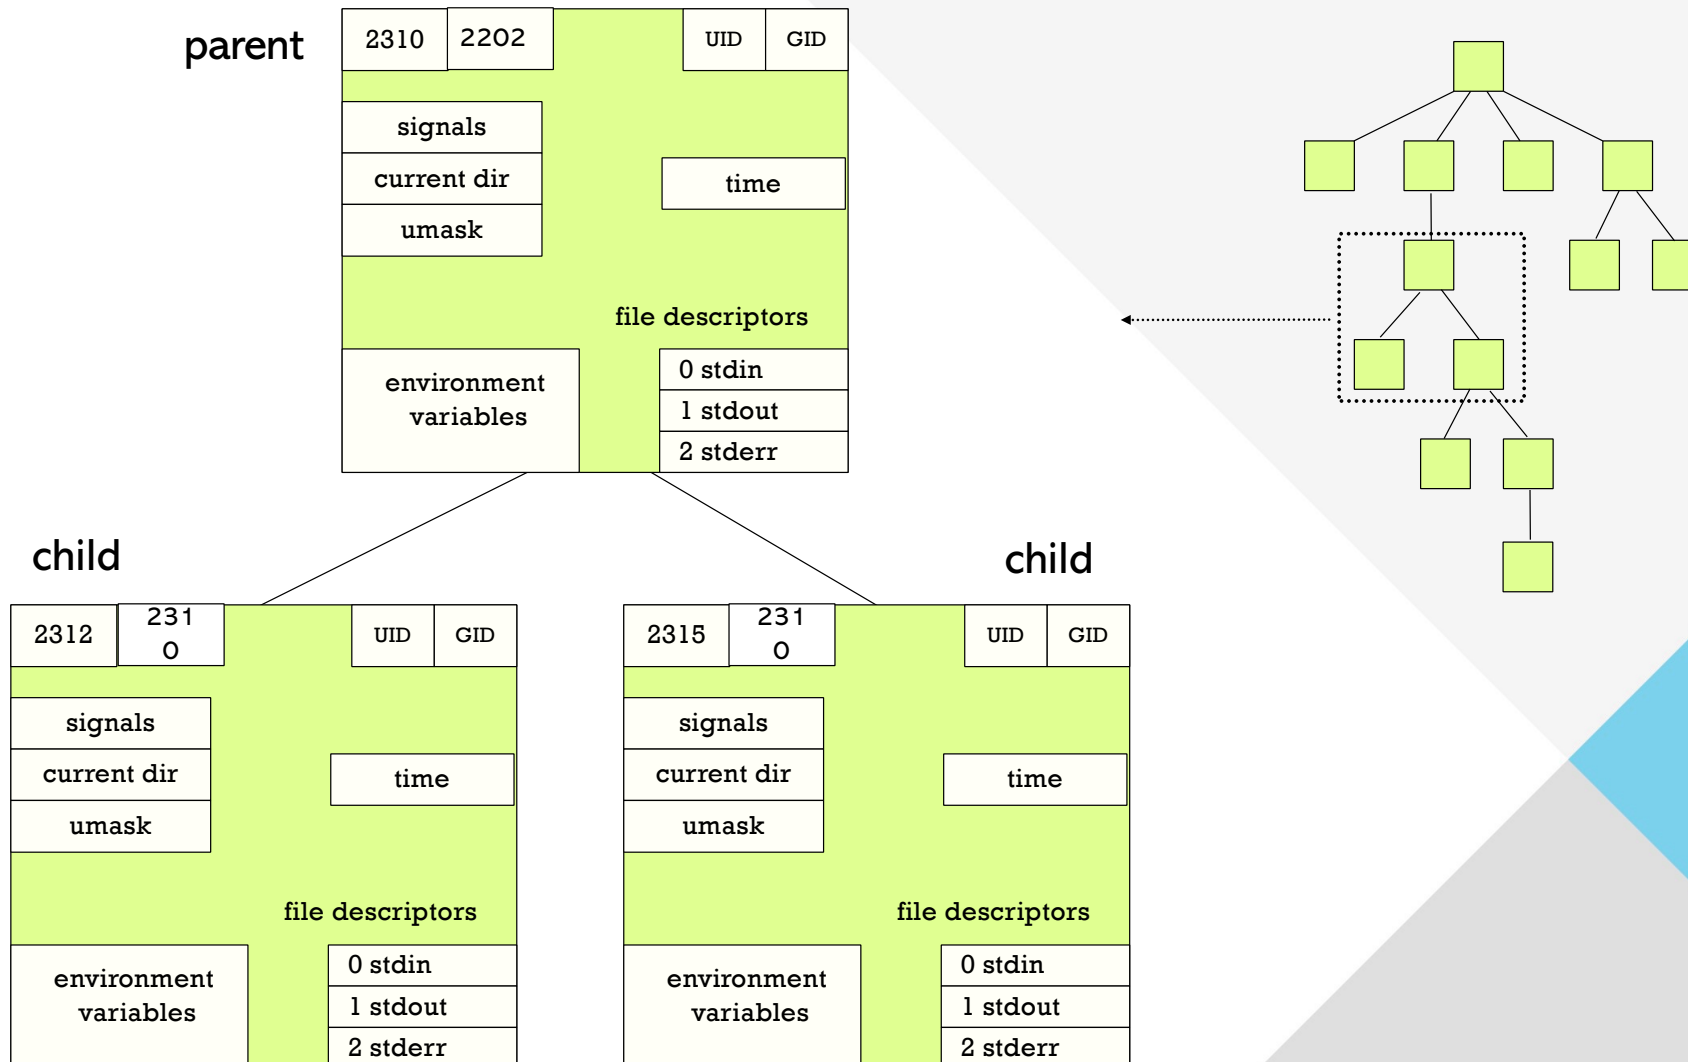 parent
2310
2202
UID
GID
signals
current dir
umask
time
file descriptors
environment
variables
0 stdin
1 stdout
2 stderr
child
2312
231
0
UID
GID
signals
current dir
umask
time
file descriptors
environment
variables
0 stdin
1 stdout
2 stderr
child
2315
231
0
UID
GID
signals
current dir
umask
time
file descriptors
environment
variables
0 stdin
1 stdout
2 stderr